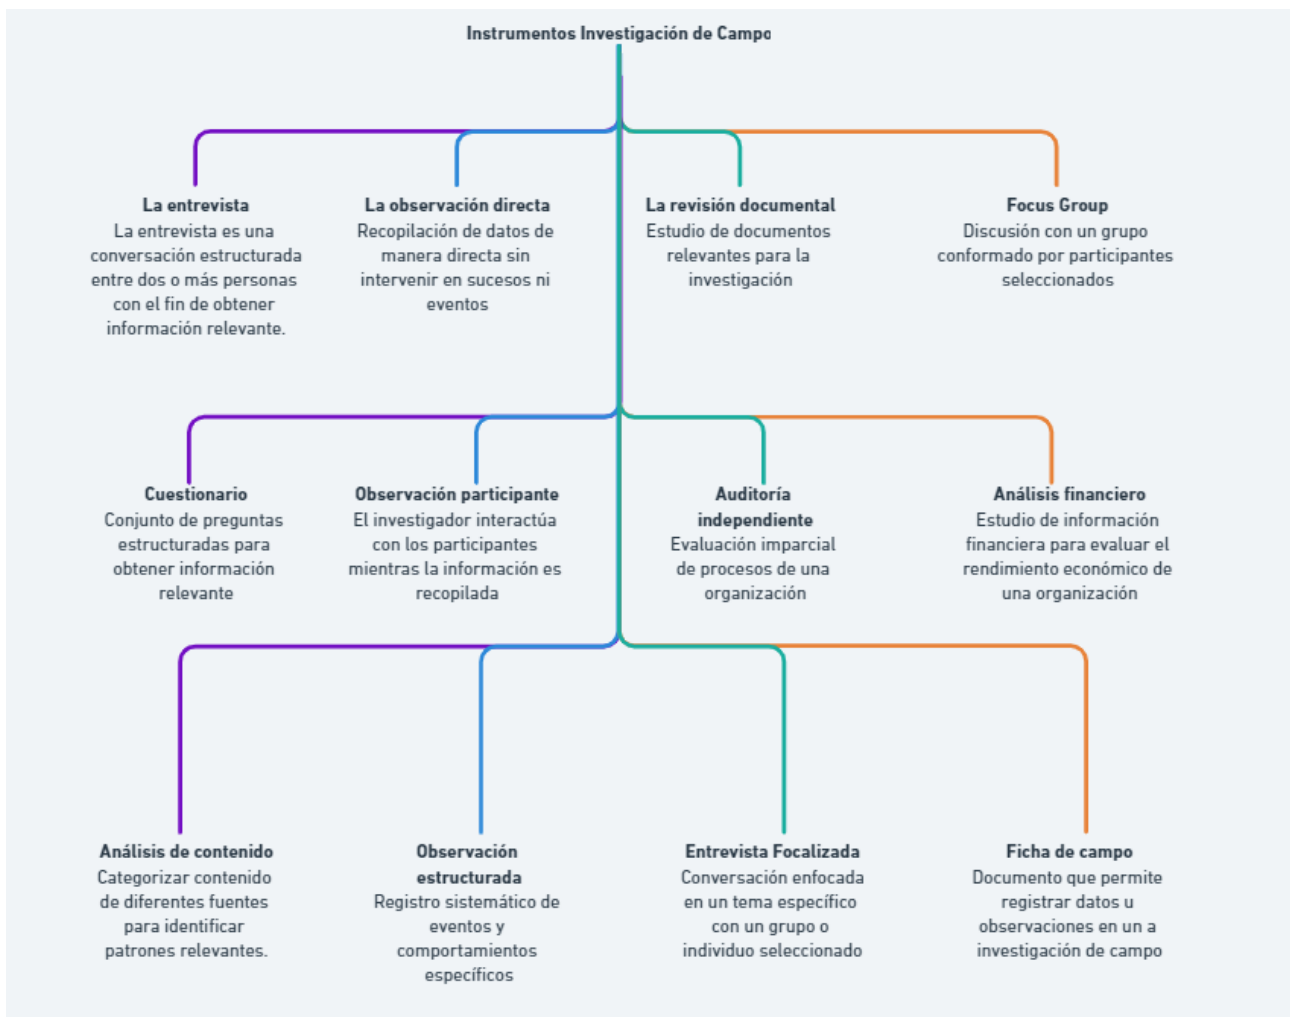 Instrumentos Investigación de Campo
La entrevista
La entrevista es una
conversación estructurada
entre dos o más personas
con el fin de obtener
información relevante.
La observación directa
Recopilación de datos de
manera directa sin
intervenir en sucesos ni
eventos
La revisión documental
Estudio de documentos
relevantes para la
investigación
Focus Group
Discusión con un grupo
conformado por participantes
seleccionados
Cuestionario
Conjunto de preguntas
estructuradas para
obtener información
relevante
Observación participante
El investigador interactúa
con los participantes
mientras la información es
recopilada
Auditoría
independiente
Evaluación imparcial
de procesos de una
organización
Análisis financiero
Estudio de información
financiera para evaluar el
rendimiento económico de
una organización
Análisis de contenido
Categorizar contenido
de diferentes fuentes
para identificar
patrones relevantes.
Observación
estructurada
Registro sistemático de
eventos y
comportamientos
específicos
Entrevista Focalizada
Conversación enfocada
en un tema específico
con un grupo o
individuo seleccionado
Ficha de campo
Documento que permite
registrar datos u
observaciones en un a
investigación de campo